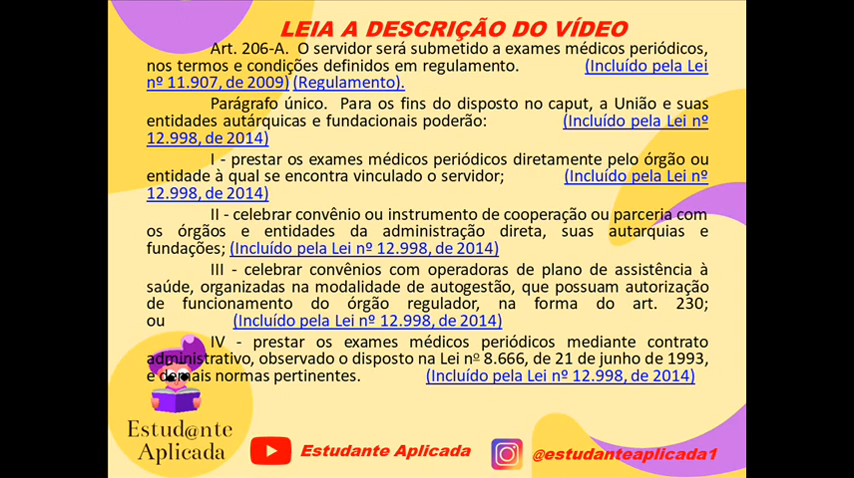 LEIA A DESCRIÇÃO DO VÍDEO
Art. 206-A. O servidor será submetido a exames médicos periódicos,
nos termos e condições definidos em regulamento. (Incluído pela Lei
nº 11.907, de 2009) (Regulamento).
Parágrafo único. Para os fins do disposto no caput, a União e suas
entidades autárquicas e fundacionais poderão: (Incluído pela Lei nº
12.998, de 2014)
I - prestar os exames médicos periódicos diretamente pelo órgão ou
entidade à qual se encontra vinculado o servidor; (Incluído pela Lei nº
12.998, de 2014)
II - celebrar convênio ou instrumento de cooperação ou parceria com
os órgãos e entidades da administração direta, suas autarquias e
fundações; (Incluído pela Lei nº 12.998, de 2014)
III - celebrar convênios com operadoras de plano de assistência à
saúde, organizadas na modalidade de autogestão, que possuam autorização
de funcionamento do órgão regulador, na forma do art. 230;
ou (Incluído pela Lei nº 12.998, de 2014)
IV - prestar os exames médicos periódicos mediante contrato
administrativo, observado o disposto na Lei nº 8.666, de 21 de junho de 1993,
e demais normas pertinentes. (Incluído pela Lei nº 12.998, de 2014)
Estud@nte
Aplicada
Estudante Aplicada
@estudanteaplicada1